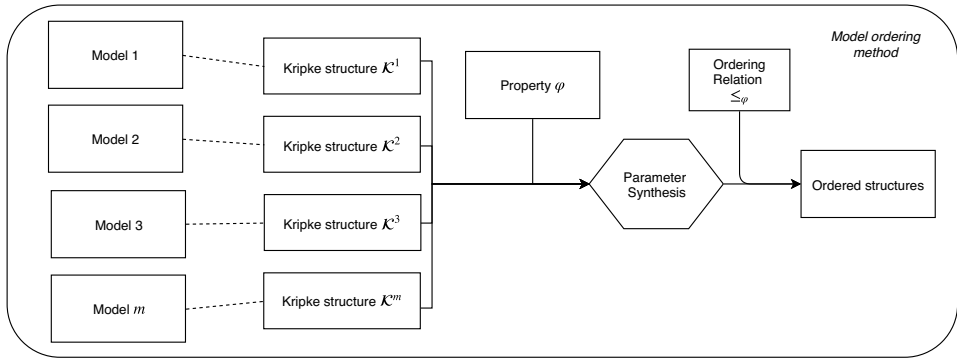 Model ordering
method
Model 1
Kripke structure 𝒦¹
Model 2
Kripke structure 𝒦²
Model 3
Kripke structure 𝒦³
Model m
Kripke structure 𝒦ᵐ
Property φ
Ordering
Relation
≤φ
Parameter
Synthesis
Ordered structures